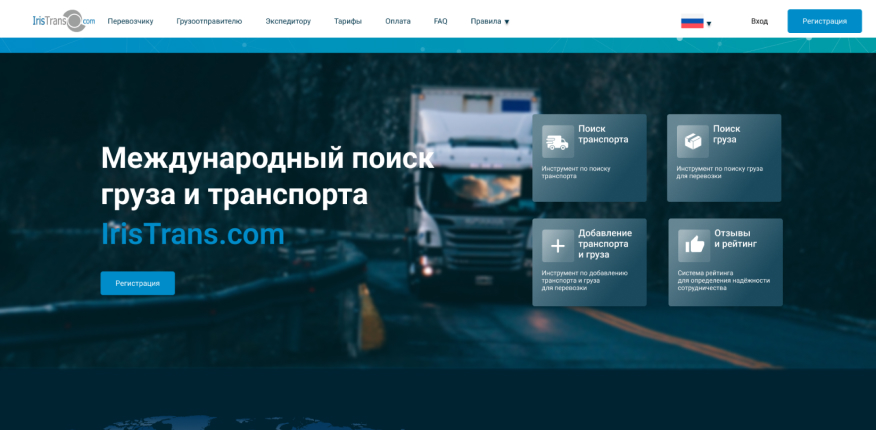 IrisTrans.com
Перевозчику
Грузоотправителю
Экспедитору
Тарифы
Оплата
FAQ
Правила ▼
▼
Вход
Регистрация
Международный поиск
груза и транспорта
IrisTrans.com
Регистрация
Поиск
транспорта
Инструмент по поиску
транспорта
Поиск
груза
Инструмент по поиску груза
для перевозки
Добавление
транспорта
и груза
Инструмент по добавлению
транспорта и груза
для перевозки
Отзывы
и рейтинг
Система рейтинга
для определения надёжности
сотрудничества